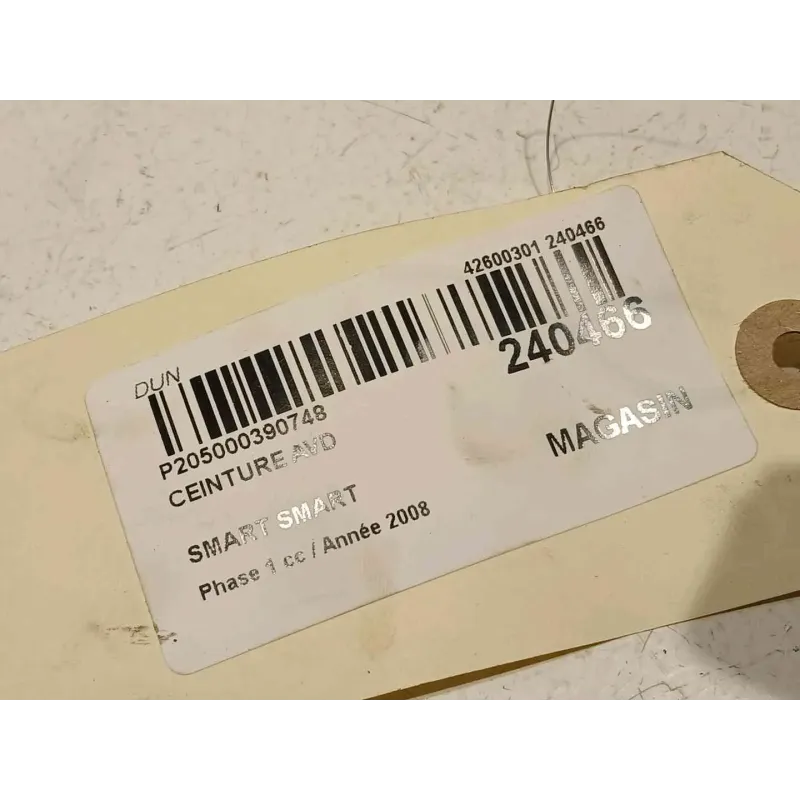 42600301 240466
DUN
240466
P205000390748
CEINTURE AVD
MAGASIN
SMART SMART
Phase 1 cc / Année 2008